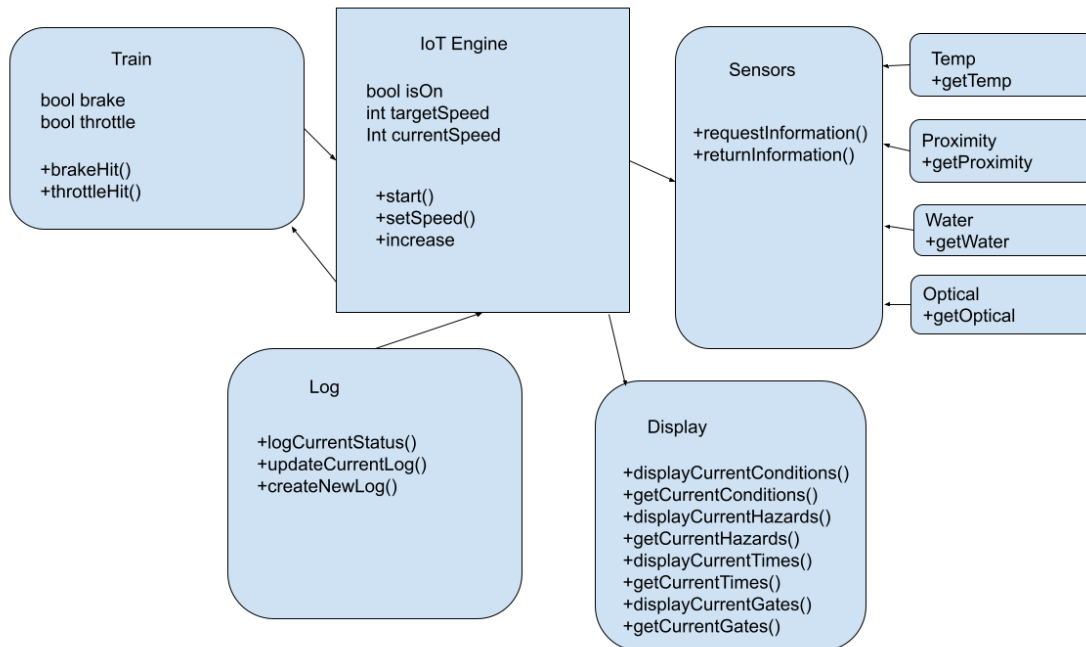 Train
bool brake
bool throttle
+brakeHit()
+throttleHit()
IoT Engine
bool isOn
int targetSpeed
Int currentSpeed
+start()
+setSpeed()
+increase
Sensors
+requestInformation()
+returnInformation()
Temp
+getTemp
Proximity
+getProximity
Water
+getWater
Optical
+getOptical
Log
+logCurrentStatus()
+updateCurrentLog()
+createNewLog()
Display
+displayCurrentConditions()
+getCurrentConditions()
+displayCurrentHazards()
+getCurrentHazards()
+displayCurrentTimes()
+getCurrentTimes()
+displayCurrentGates()
+getCurrentGates()